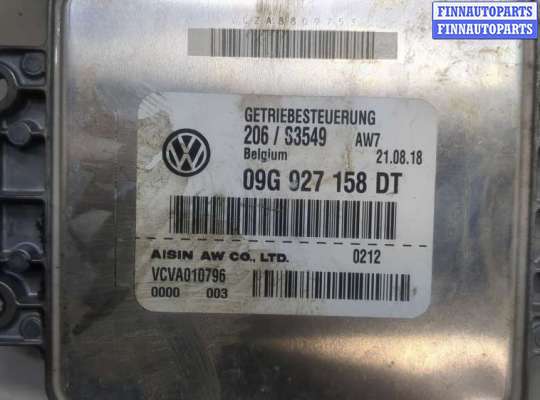 FINNAUTOPARTS
FINNAUTOPARTS
FINNAUTOPARTS
GETRIEBESTEUERUNG
206 / S3549 AW7
Belgium 21.08.18
09G 927 158 DT
AISIN AW CO., LTD. 0212
VCVA010796
0000 003